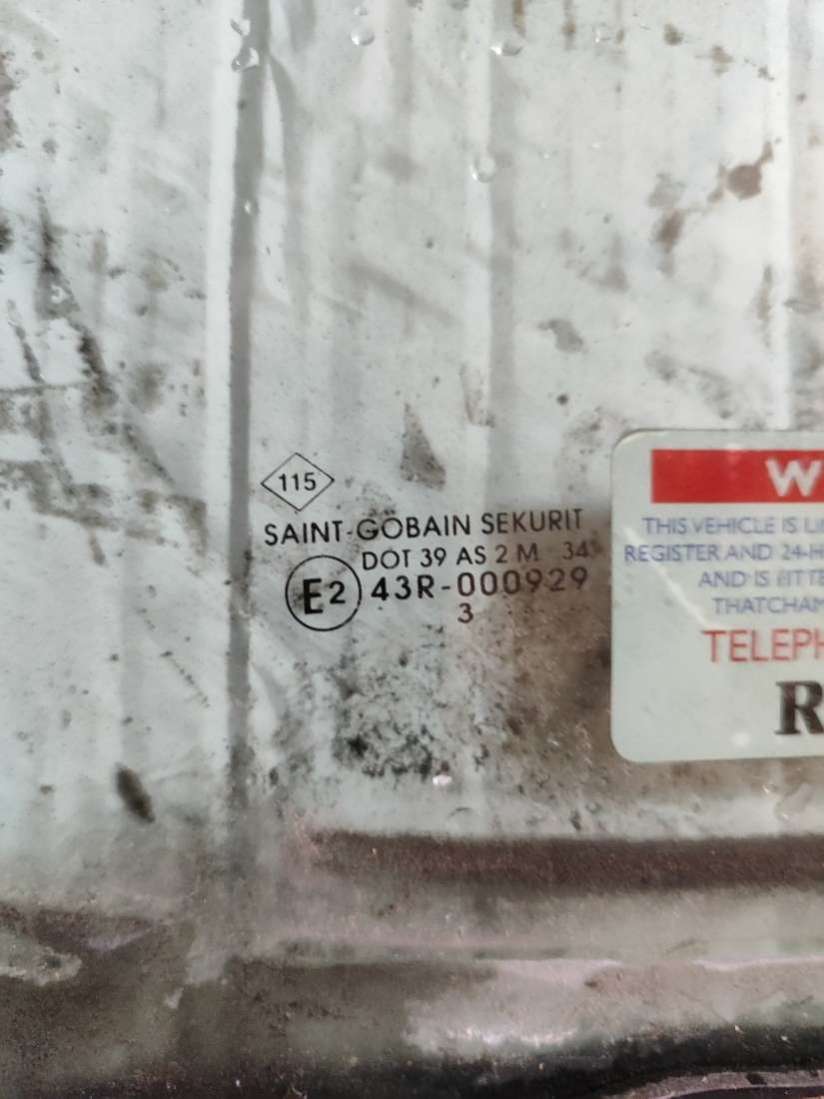 115
SAINT-GOBAIN SEKURIT
DOT 39 AS 2 M 34
E2 43R-000929
3
W
THIS VEHICLE IS
REGISTER AND 24-H
AND IS FITTE
THATCHAM
TELEPH
R